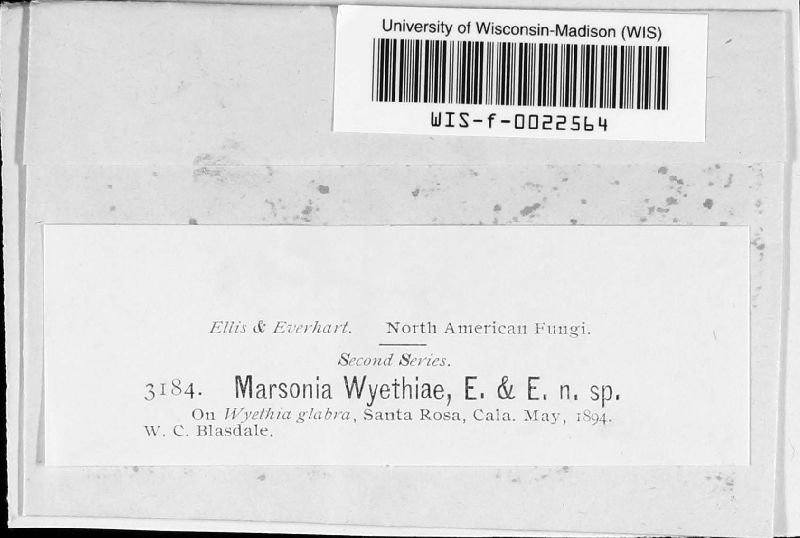 University of Wisconsin-Madison (WIS)
WIS-f-0022564
Ellis & Everhart. North American Fungi.
Second Series.
3184. Marsonia Wyethiae, E. & E. n. sp.
On Wyethia glabra, Santa Rosa, Cala. May, 1894.
W. C. Blasdale.